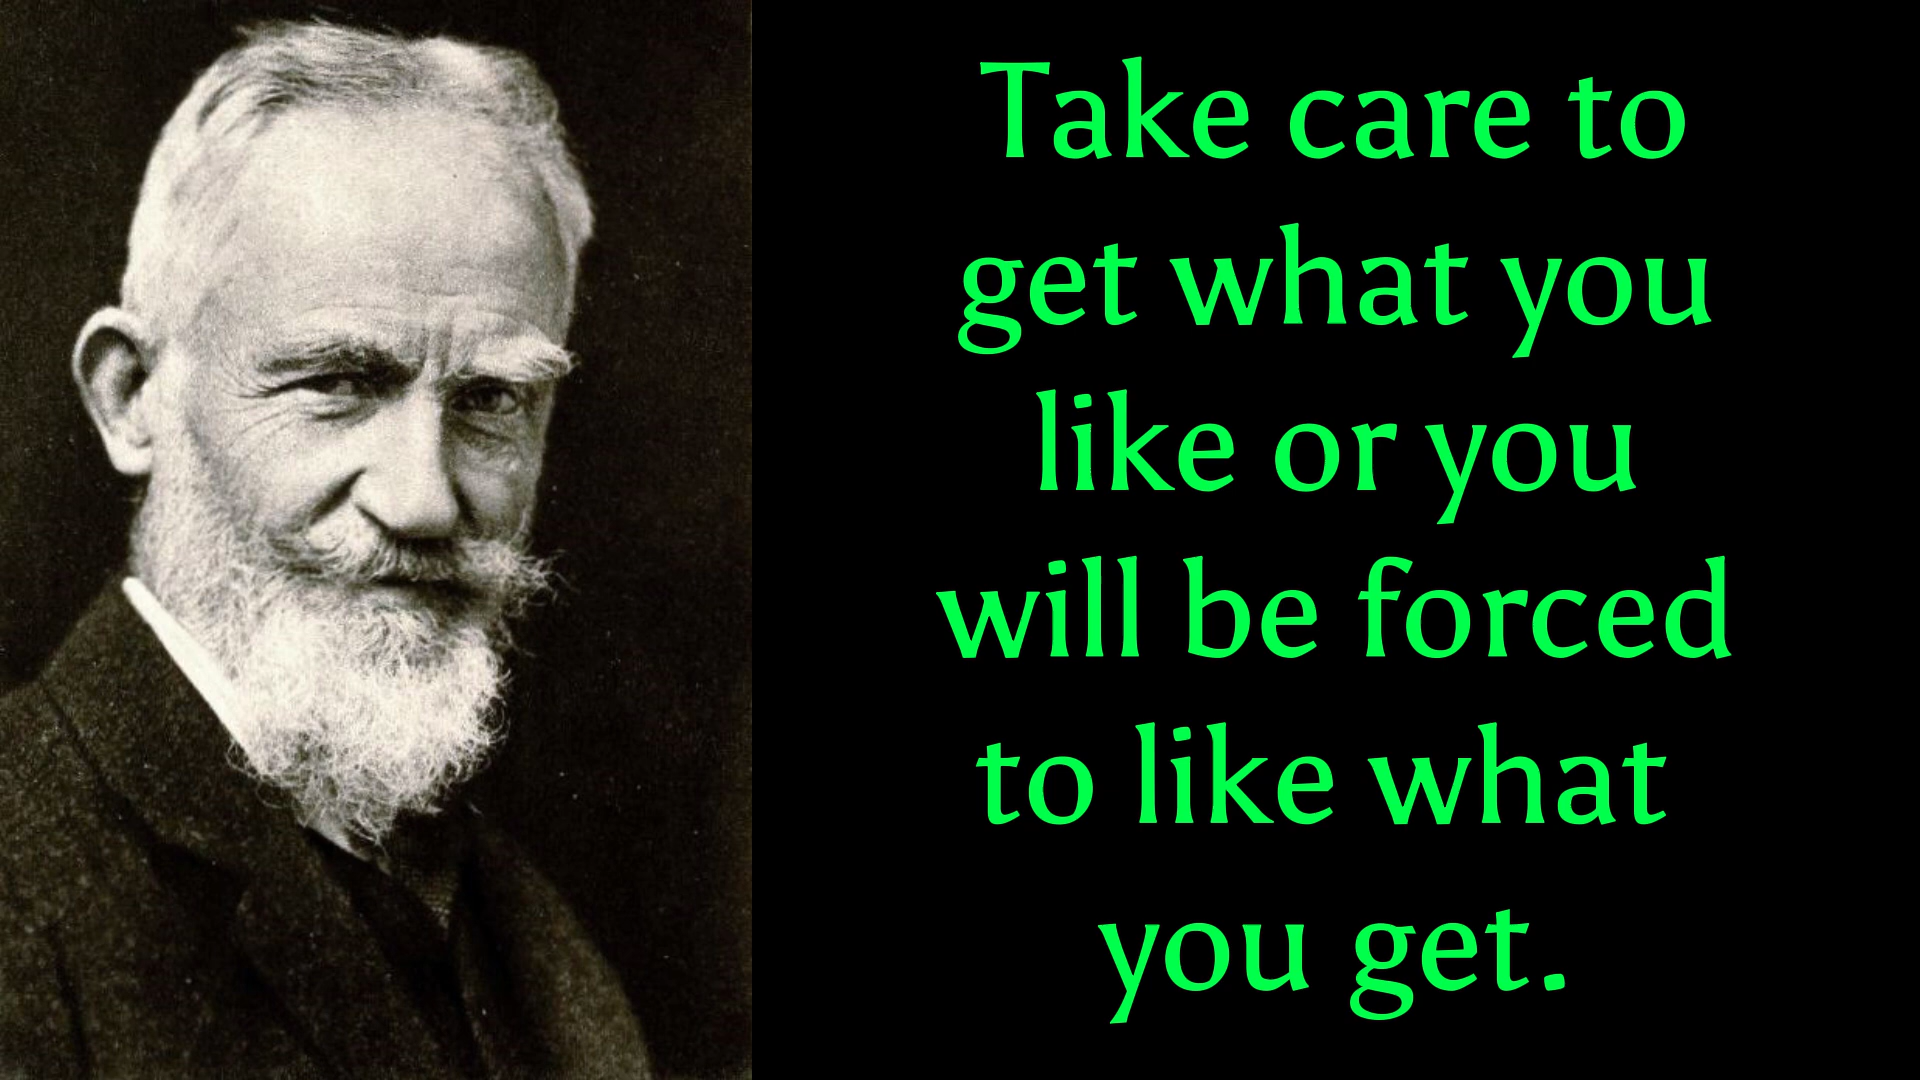 Take care to
get what you
like or you
will be forced
to like what
you get.